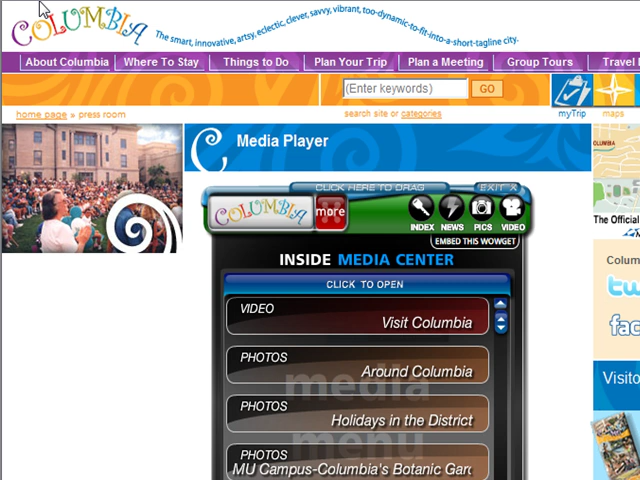 COLUMBIA The smart, innovative, artsy, eclectic, clever, savvy, vibrant, too-dynamic-to-fit-into-a-short-tagline city.
About Columbia Where To Stay Things to Do Plan Your Trip Plan a Meeting Group Tours Travel
(Enter keywords) GO
home page » press room search site or categories myTrip maps
Media Player
COLUMBIA
CLICK HERE TO DRAG EXIT X
COLUMBIA more
INDEX NEWS PICS VIDEO
The Official
EMBED THIS WOWGET
INSIDE MEDIA CENTER
Colum
CLICK TO OPEN
tw
VIDEO
Visit Columbia
fac
PHOTOS
Around Columbia
Visito
media
PHOTOS
Holidays in the District
menu
PHOTOS
MU Campus-Columbia's Botanic Gard